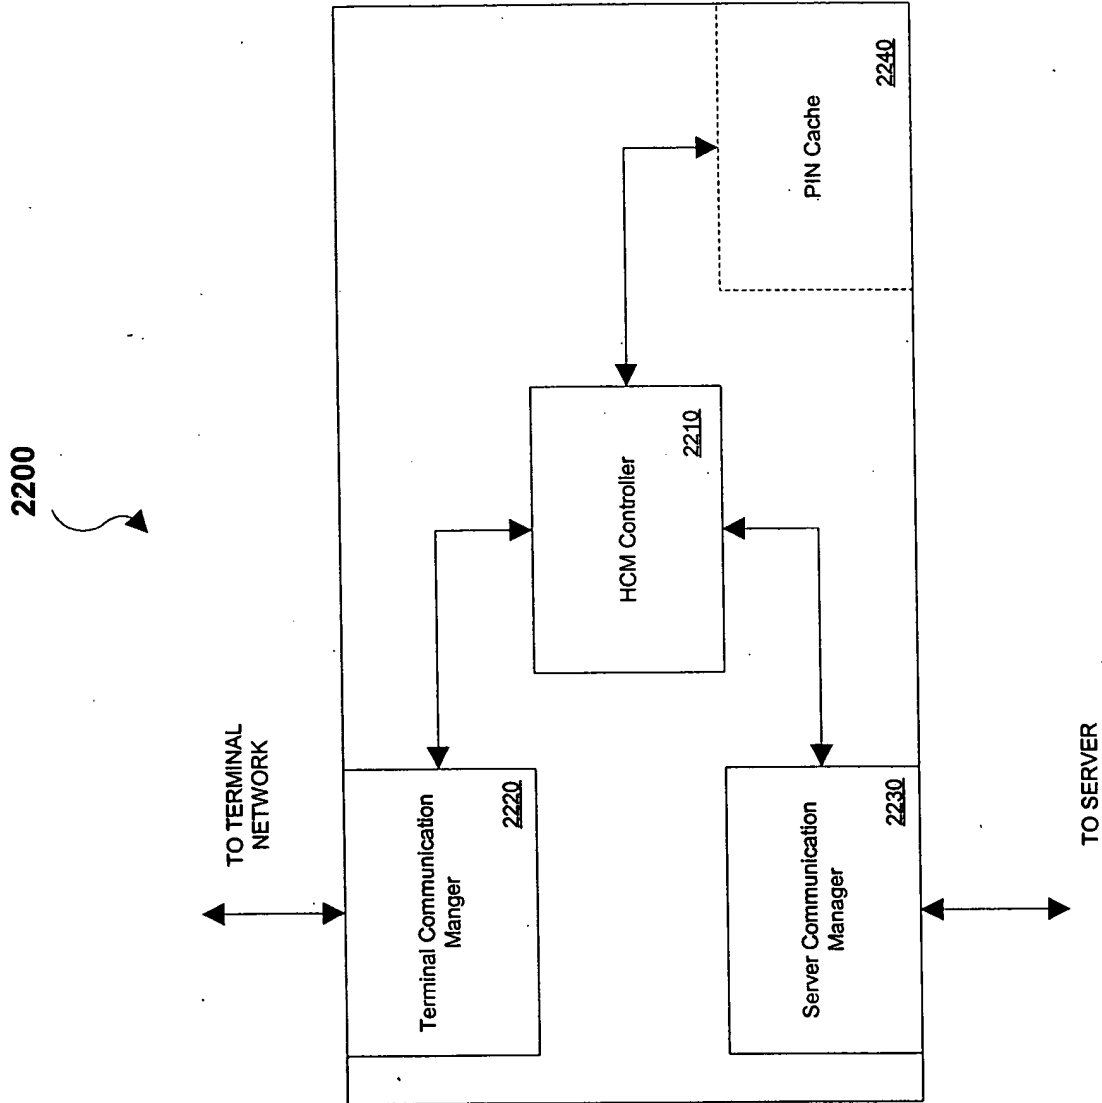 2200
TO TERMINAL
NETWORK
Terminal Communication
Manger
2220
HCM Controller
2210
PIN Cache
2240
Server Communication
Manager
2230
TO SERVER